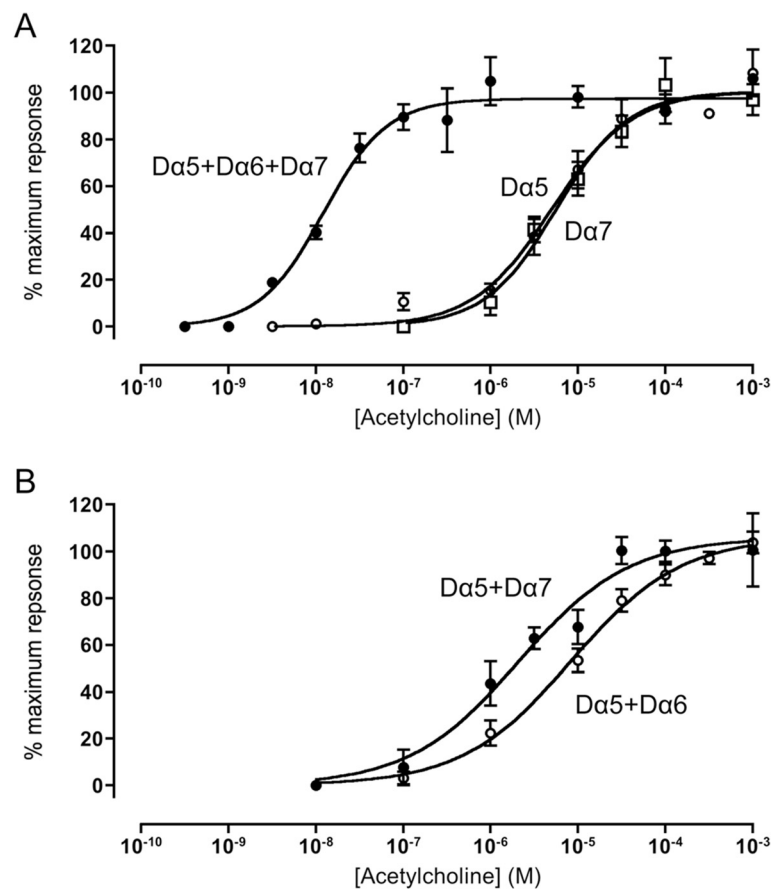 A
120
100
80
60
40
20
0
% maximum repsonse
Dα5+Dα6+Dα7
Dα5
Dα7
10-10 10-9 10-8 10-7 10-6 10-5 10-4 10-3
[Acetylcholine] (M)
B
120
100
80
60
40
20
0
% maximum repsonse
Dα5+Dα7
Dα5+Dα6
10-10 10-9 10-8 10-7 10-6 10-5 10-4 10-3
[Acetylcholine] (M)